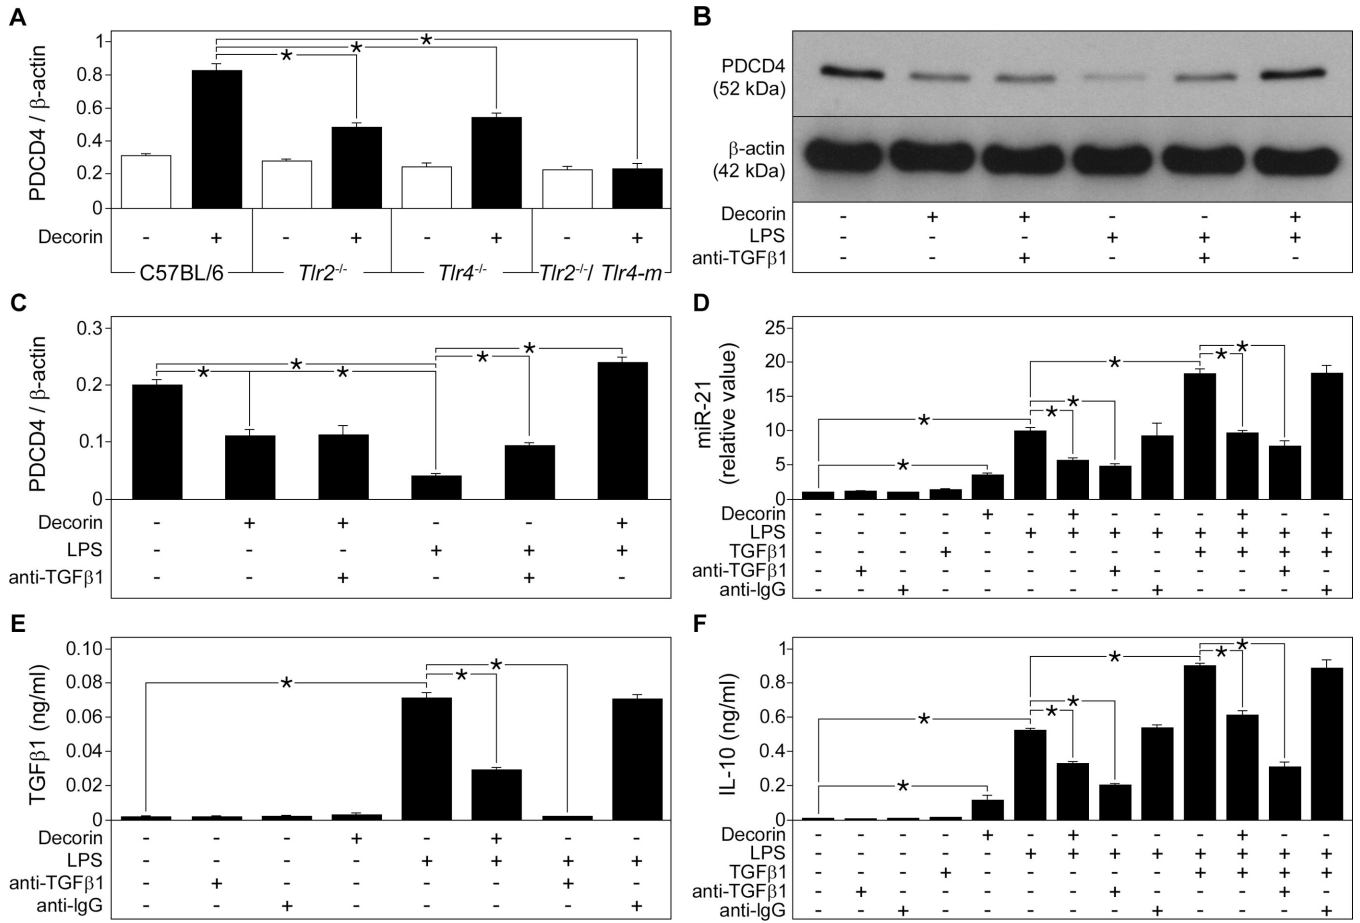 A
PDCD4 / β-actin
1
0.8
0.6
0.4
0.2
0
* * *
Decorin - + - + - + - +
C57BL/6 Tlr2-/- Tlr4-/- Tlr2-/-/ Tlr4-m
B
PDCD4
(52 kDa)
β-actin
(42 kDa)
Decorin - + + - - +
LPS - - - + + +
anti-TGFβ1 - - + - + -
C
PDCD4 / β-actin
0.3
0.2
0.1
0
* * * * *
Decorin - + + - - +
LPS - - - + + +
anti-TGFβ1 - - + - + -
D
miR-21
(relative value)
25
20
15
10
5
0
* * * * * * *
Decorin - - - - + - + - - - + - -
LPS - - - - - + + + + + + + +
TGFβ1 - - - + - - - - - + + + +
anti-TGFβ1 - + - - - - - + - - - + -
anti-IgG - - + - - - - - + - - - +
E
TGFβ1 (ng/ml)
0.10
0.08
0.06
0.04
0.02
0
* * *
Decorin - - - + - + - -
LPS - - - - + + + +
anti-TGFβ1 - + - - - - + -
anti-IgG - - + - - - - +
F
IL-10 (ng/ml)
1
0.8
0.6
0.4
0.2
0
* * * * * * *
Decorin - - - - + - + - - - + - -
LPS - - - - - + + + + + + + +
TGFβ1 - - - + - - - - - + + + +
anti-TGFβ1 - + - - - - - + - - - + -
anti-IgG - - + - - - - - + - - - +